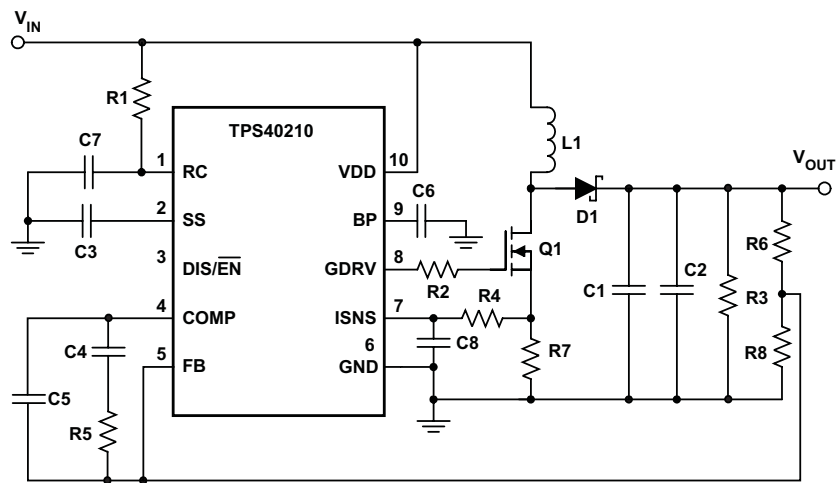 VIN
R1
L1
C7
TPS40210
VOUT
1
RC
VDD
10
C6
D1
2
SS
BP
9
C3
R6
3
DIS/EN
GDRV
8
Q1
R2
C1
C2
R3
4
COMP
ISNS
7
R4
R8
C4
6
C8
R7
5
FB
GND
C5
R5